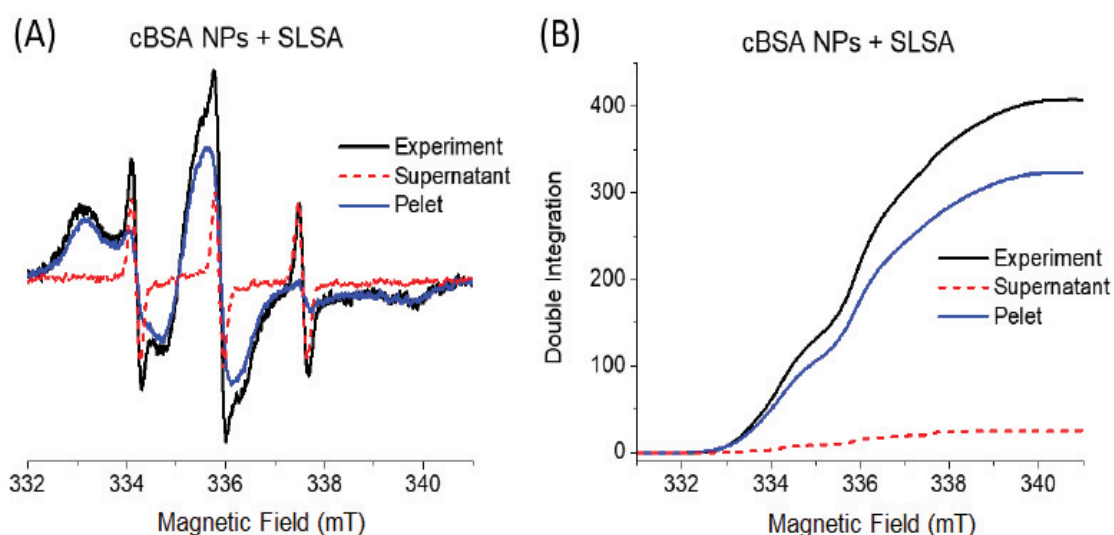 (A)
cBSA NPs + SLSA
Experiment
Supernatant
Pelet
332
334
336
338
340
Magnetic Field (mT)
(B)
cBSA NPs + SLSA
Double Integration
400
300
200
100
0
Experiment
Supernatant
Pelet
332
334
336
338
340
Magnetic Field (mT)